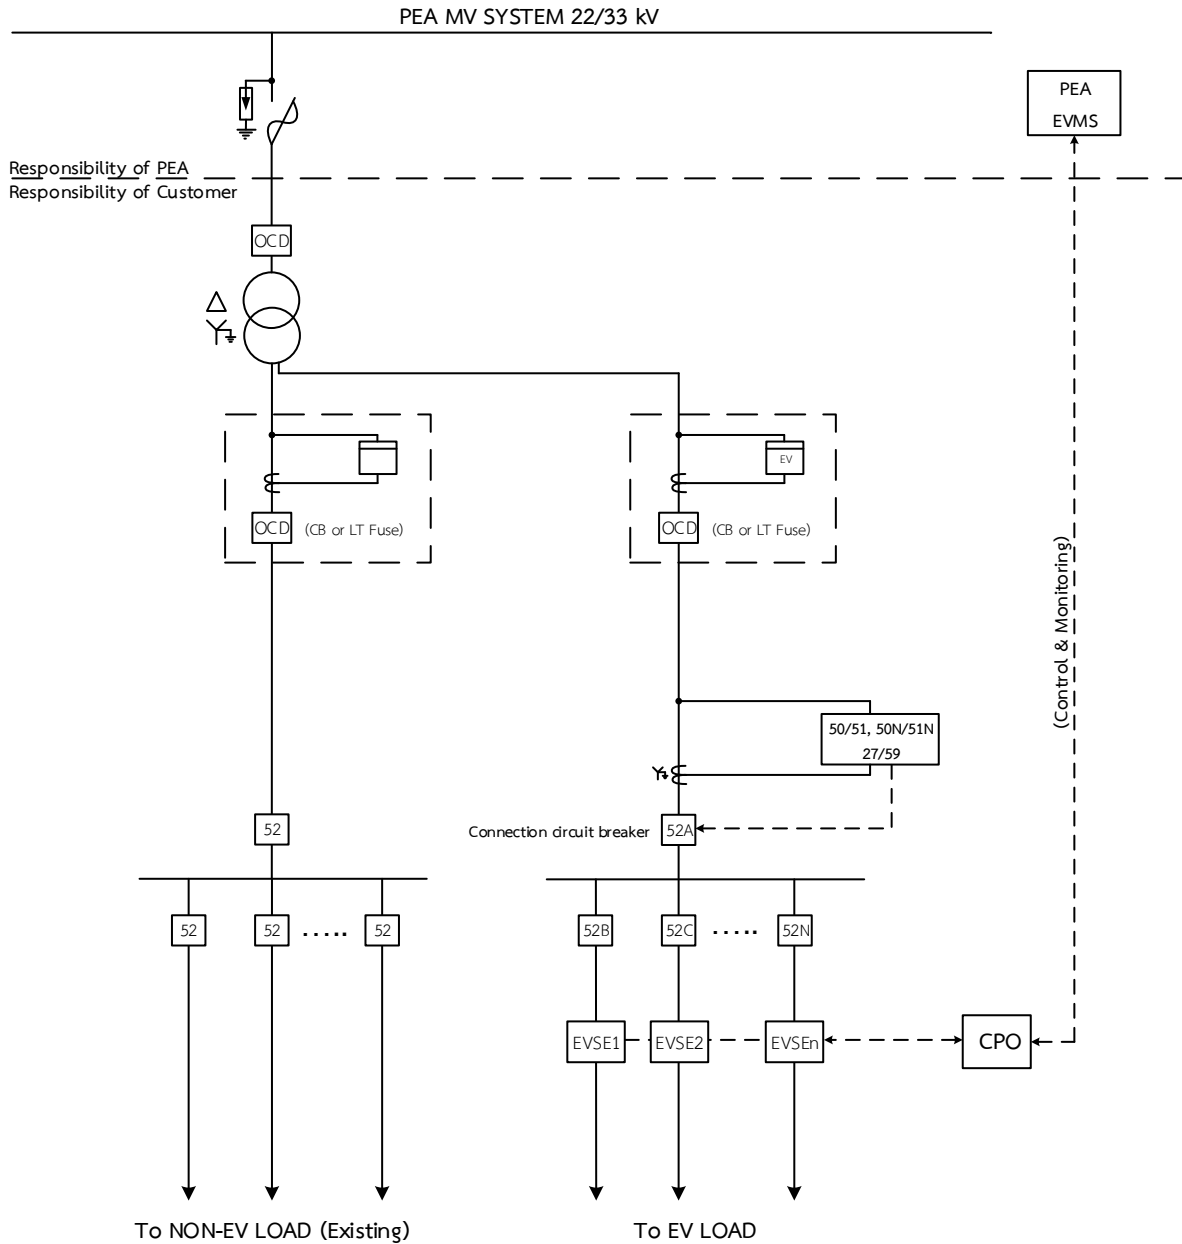 PEA MV SYSTEM 22/33 kV
PEA
EVMS
Responsibility of PEA
Responsibility of Customer
OCD
EV
OCD
(CB or LT Fuse)
OCD
(CB or LT Fuse)
(Control & Monitoring)
50/51, 50N/51N
27/59
52
Connection circuit breaker
52A
52
52
.....
52
52B
52C
.....
52N
EVSE1
EVSE2
EVSEn
CPO
To NON-EV LOAD (Existing)
To EV LOAD